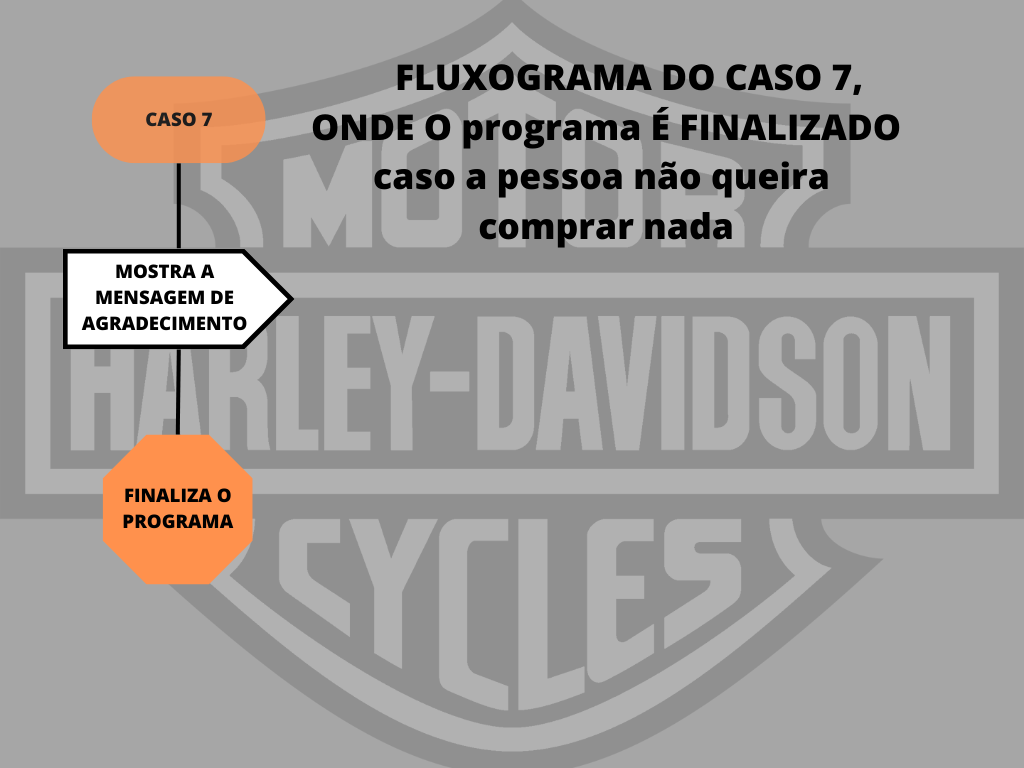 FLUXOGRAMA DO CASO 7,
ONDE O programa É FINALIZADO
caso a pessoa não queira
comprar nada
CASO 7
MOSTRA A
MENSAGEM DE
AGRADECIMENTO
FINALIZA O
PROGRAMA
MOTOR
HARLEY-DAVIDSON
CYCLES